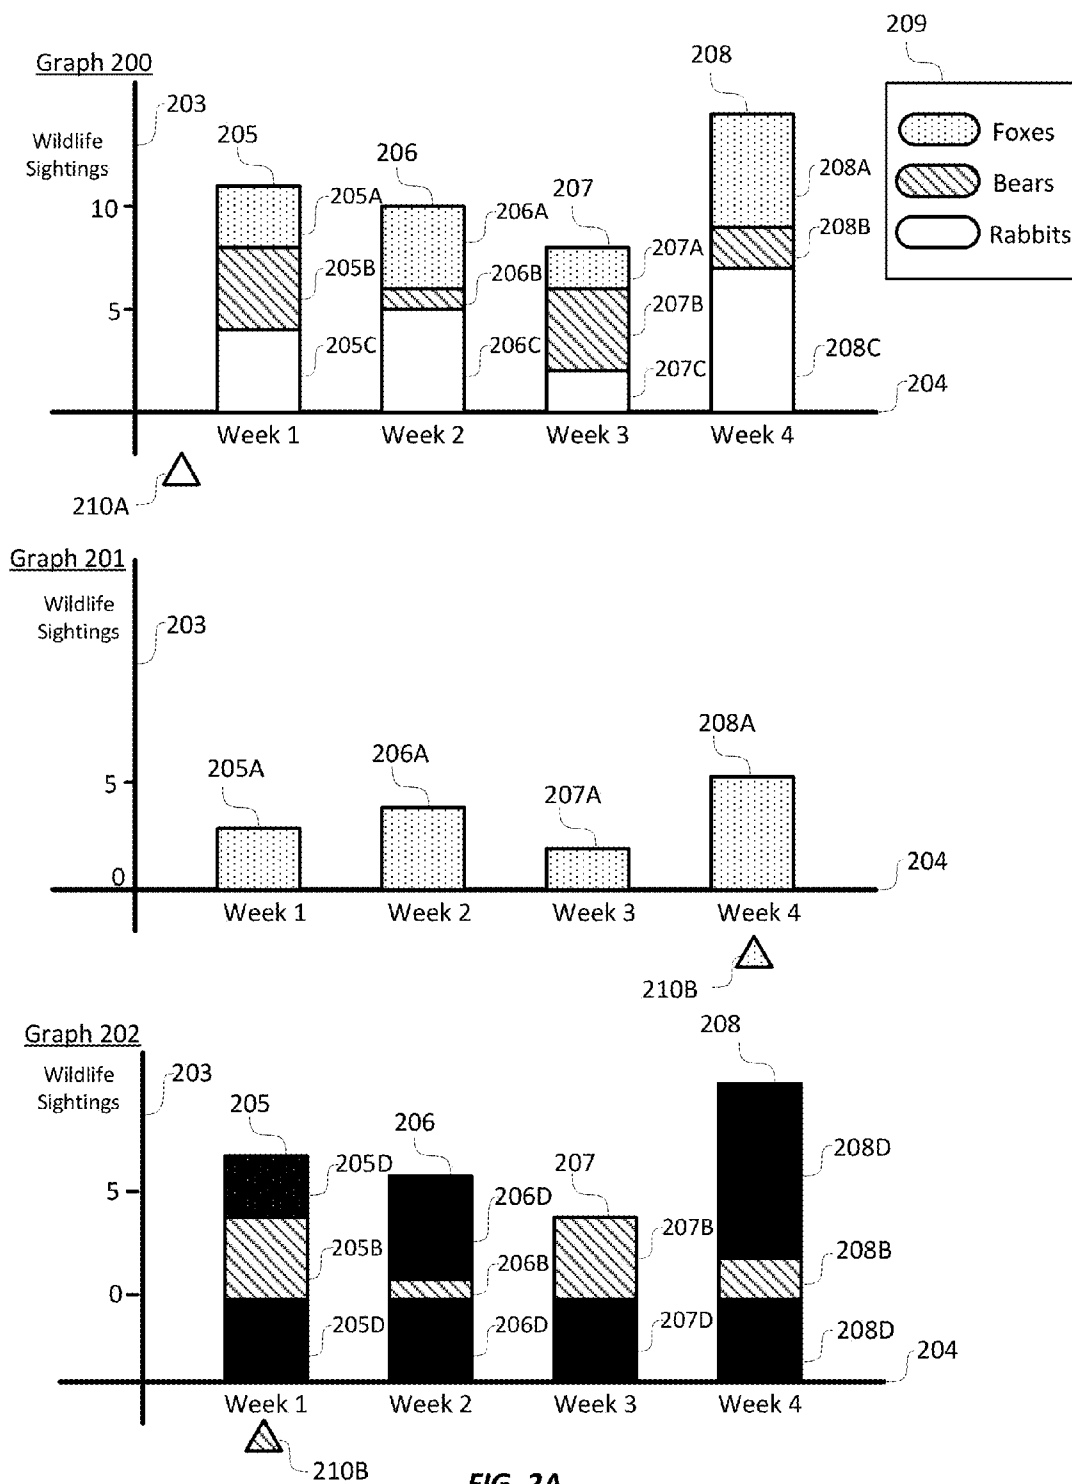 209
Graph 200
208
203
Foxes
Wildlife
Sightings
205
206
208A
Bears
207
205A
206A
10
208B
Rabbits
207A
205B
206B
207B
5
205C
206C
208C
207C
204
Week 1 Week 2 Week 3 Week 4
210A
Graph 201
Wildlife
Sightings
203
208A
206A
205A
207A
5
204
0
Week 1 Week 2 Week 3 Week 4
210B
Graph 202
208
Wildlife
Sightings
203
205
206
208D
205D
207
5
206D
207B
205B
208B
206B
0
205D
206D
207D
208D
204
Week 1 Week 2 Week 3 Week 4
210B
FIG. 2A